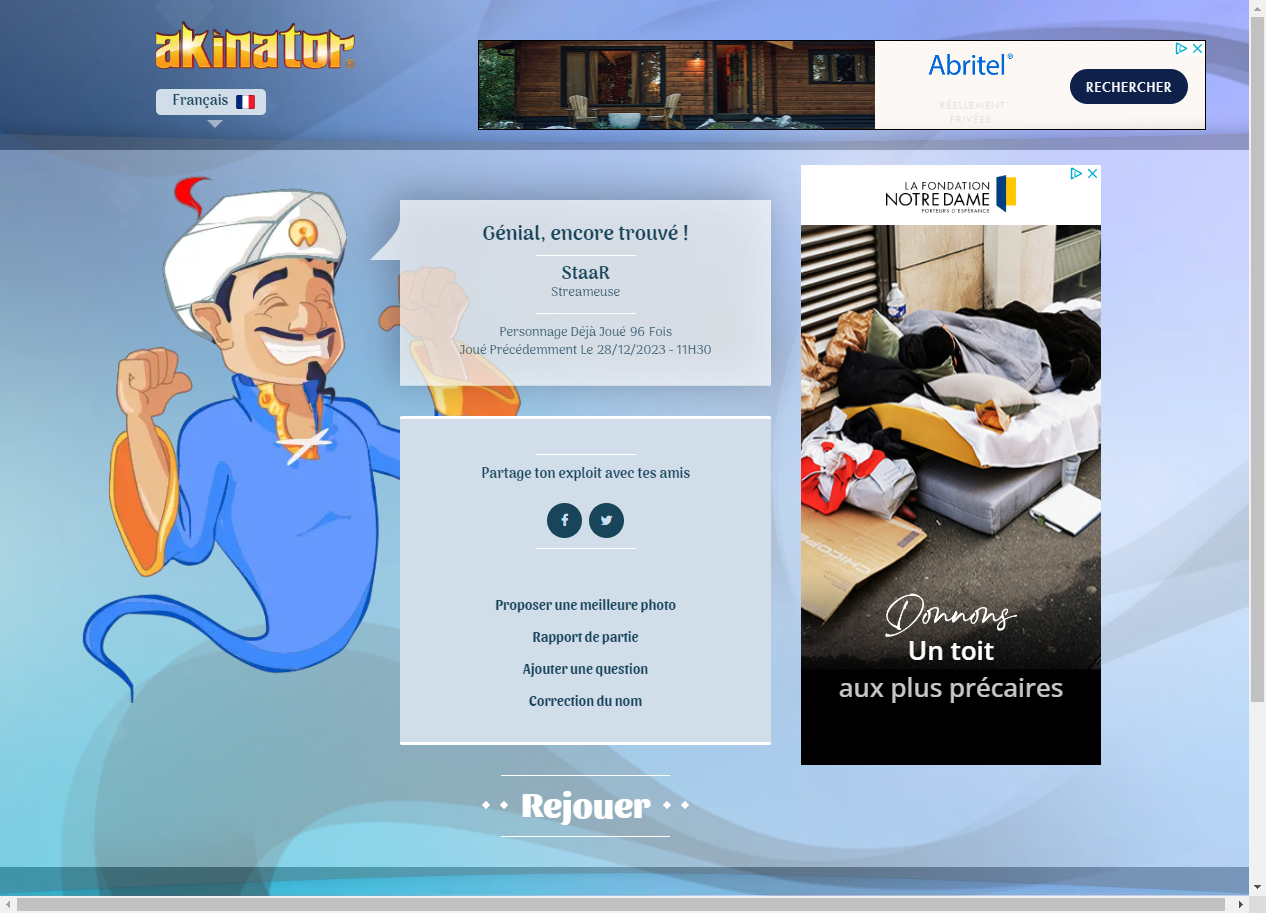 akinator
Français
Abritel®
RÉELLEMENT
PRIVÉES.
RECHERCHER
Génial, encore trouvé !
StaaR
Streameuse
Personnage Déjà Joué 96 Fois
Joué Précédemment Le 28/12/2023 - 11H30
Partage ton exploit avec tes amis
Proposer une meilleure photo
Rapport de partie
Ajouter une question
Correction du nom
Rejouer
LA FONDATION
NOTRE DAME
PORTEURS D'ESPÉRANCE
CHICOPEE
Donnons
Un toit
aux plus précaires